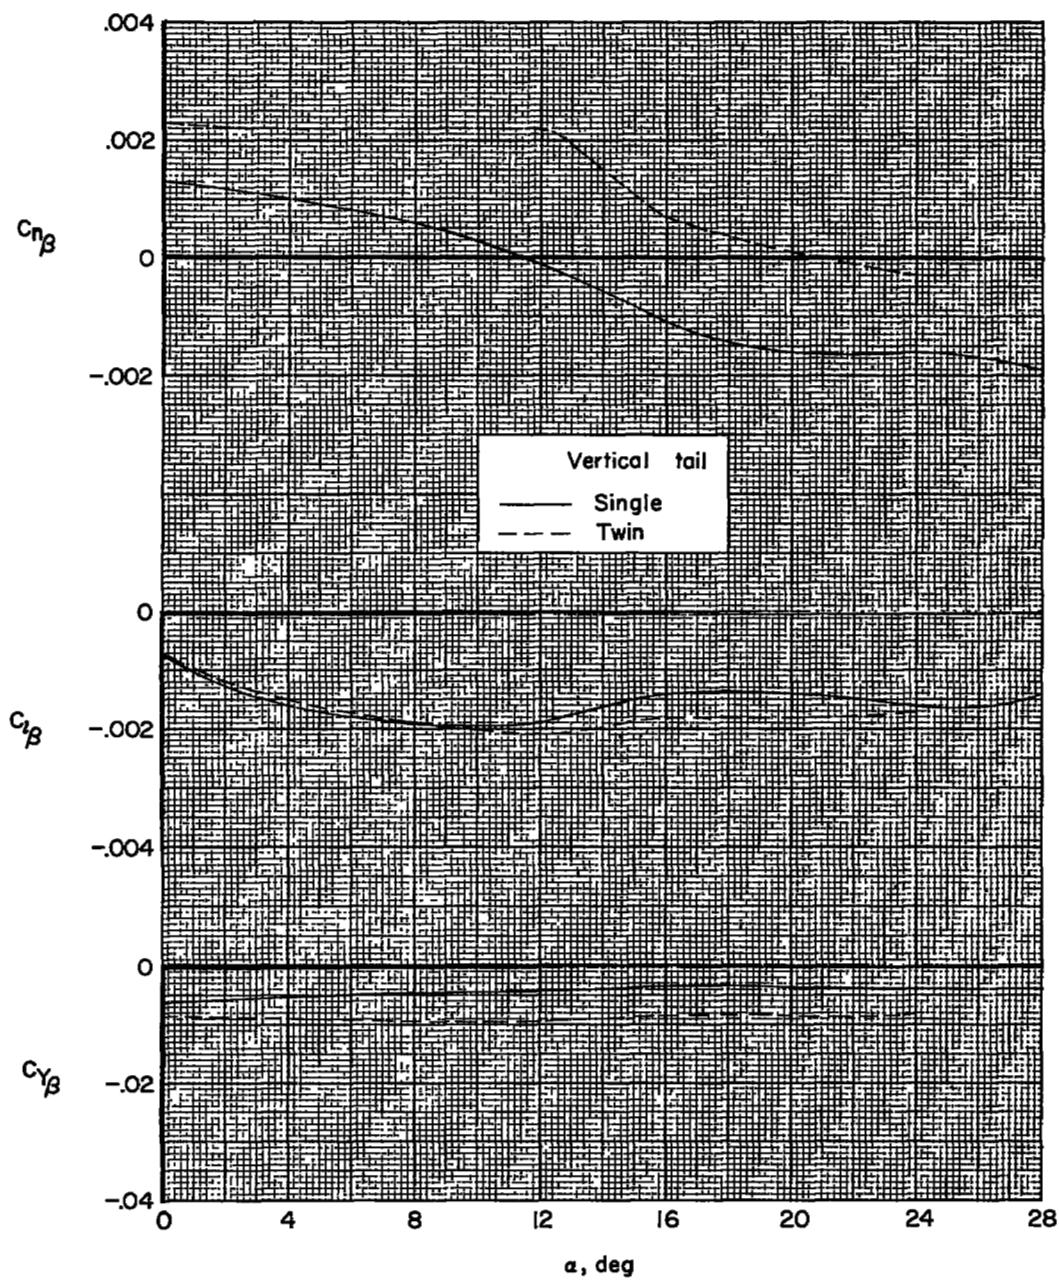 .004
.002
Cnβ
0
-.002
Vertical tail
Single
Twin
0
Clβ
-.002
-.004
0
CYβ
-.02
-.04
0 4 8 12 16 20 24 28
α, deg